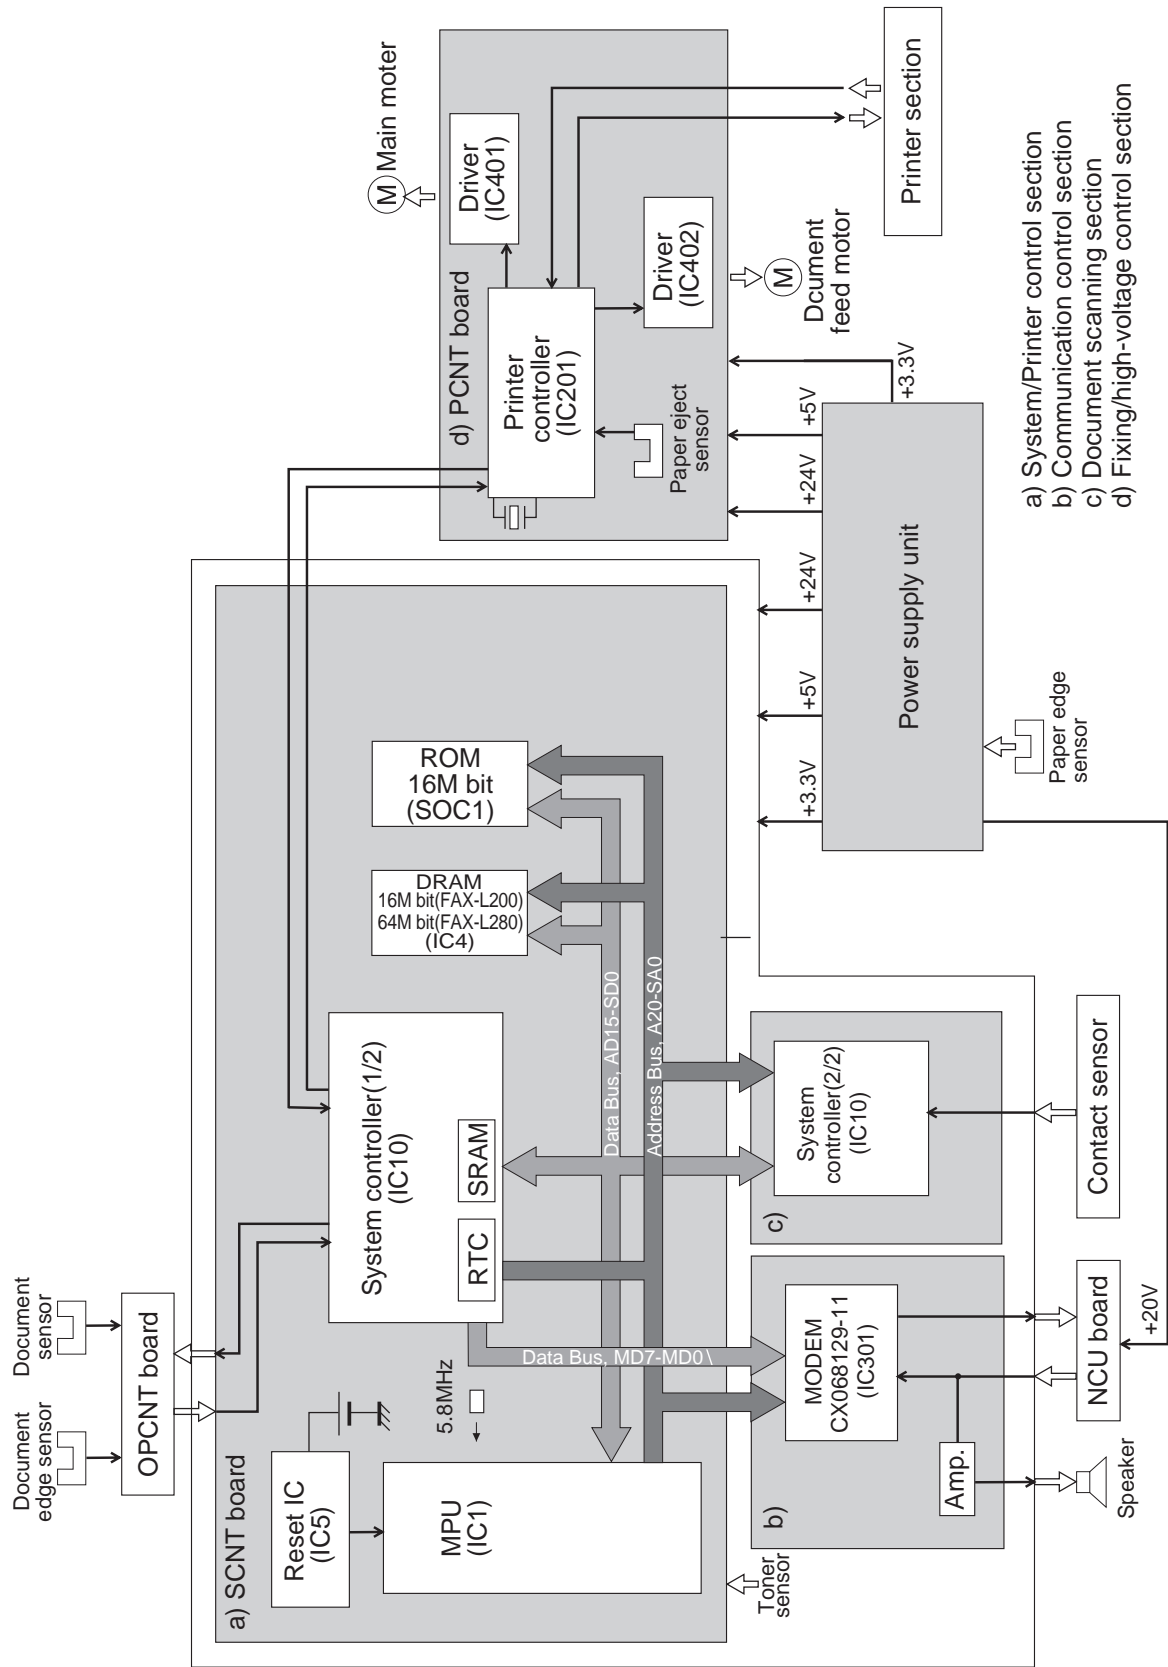 Document
edge sensor
Document
sensor
OPCNT board
a) SCNT board
Reset IC
(IC5)
MPU
(IC1)
5.8MHz
System controller(1/2)
(IC10)
RTC
SRAM
DRAM
16M bit(FAX-L200)
64M bit(FAX-L280)
(IC4)
ROM
16M bit
(SOC1)
Data Bus, AD15-SD0
Address Bus, A20-SA0
Data Bus, MD7-MD0\
Toner
sensor
b)
MODEM
CX068129-11
(IC301)
Amp.
Speaker
NCU board
+20V
c)
System
controller(2/2)
(IC10)
Contact sensor
d) PCNT board
Printer
controller
(IC201)
Driver
(IC401)
M
Main moter
Driver
(IC402)
M
Dcument
feed motor
Paper eject
sensor
Printer section
+3.3V
+5V
+24V
+24V
+5V
+3.3V
Power supply unit
Paper edge
sensor
a) System/Printer control section
b) Communication control section
c) Document scanning section
d) Fixing/high-voltage control section